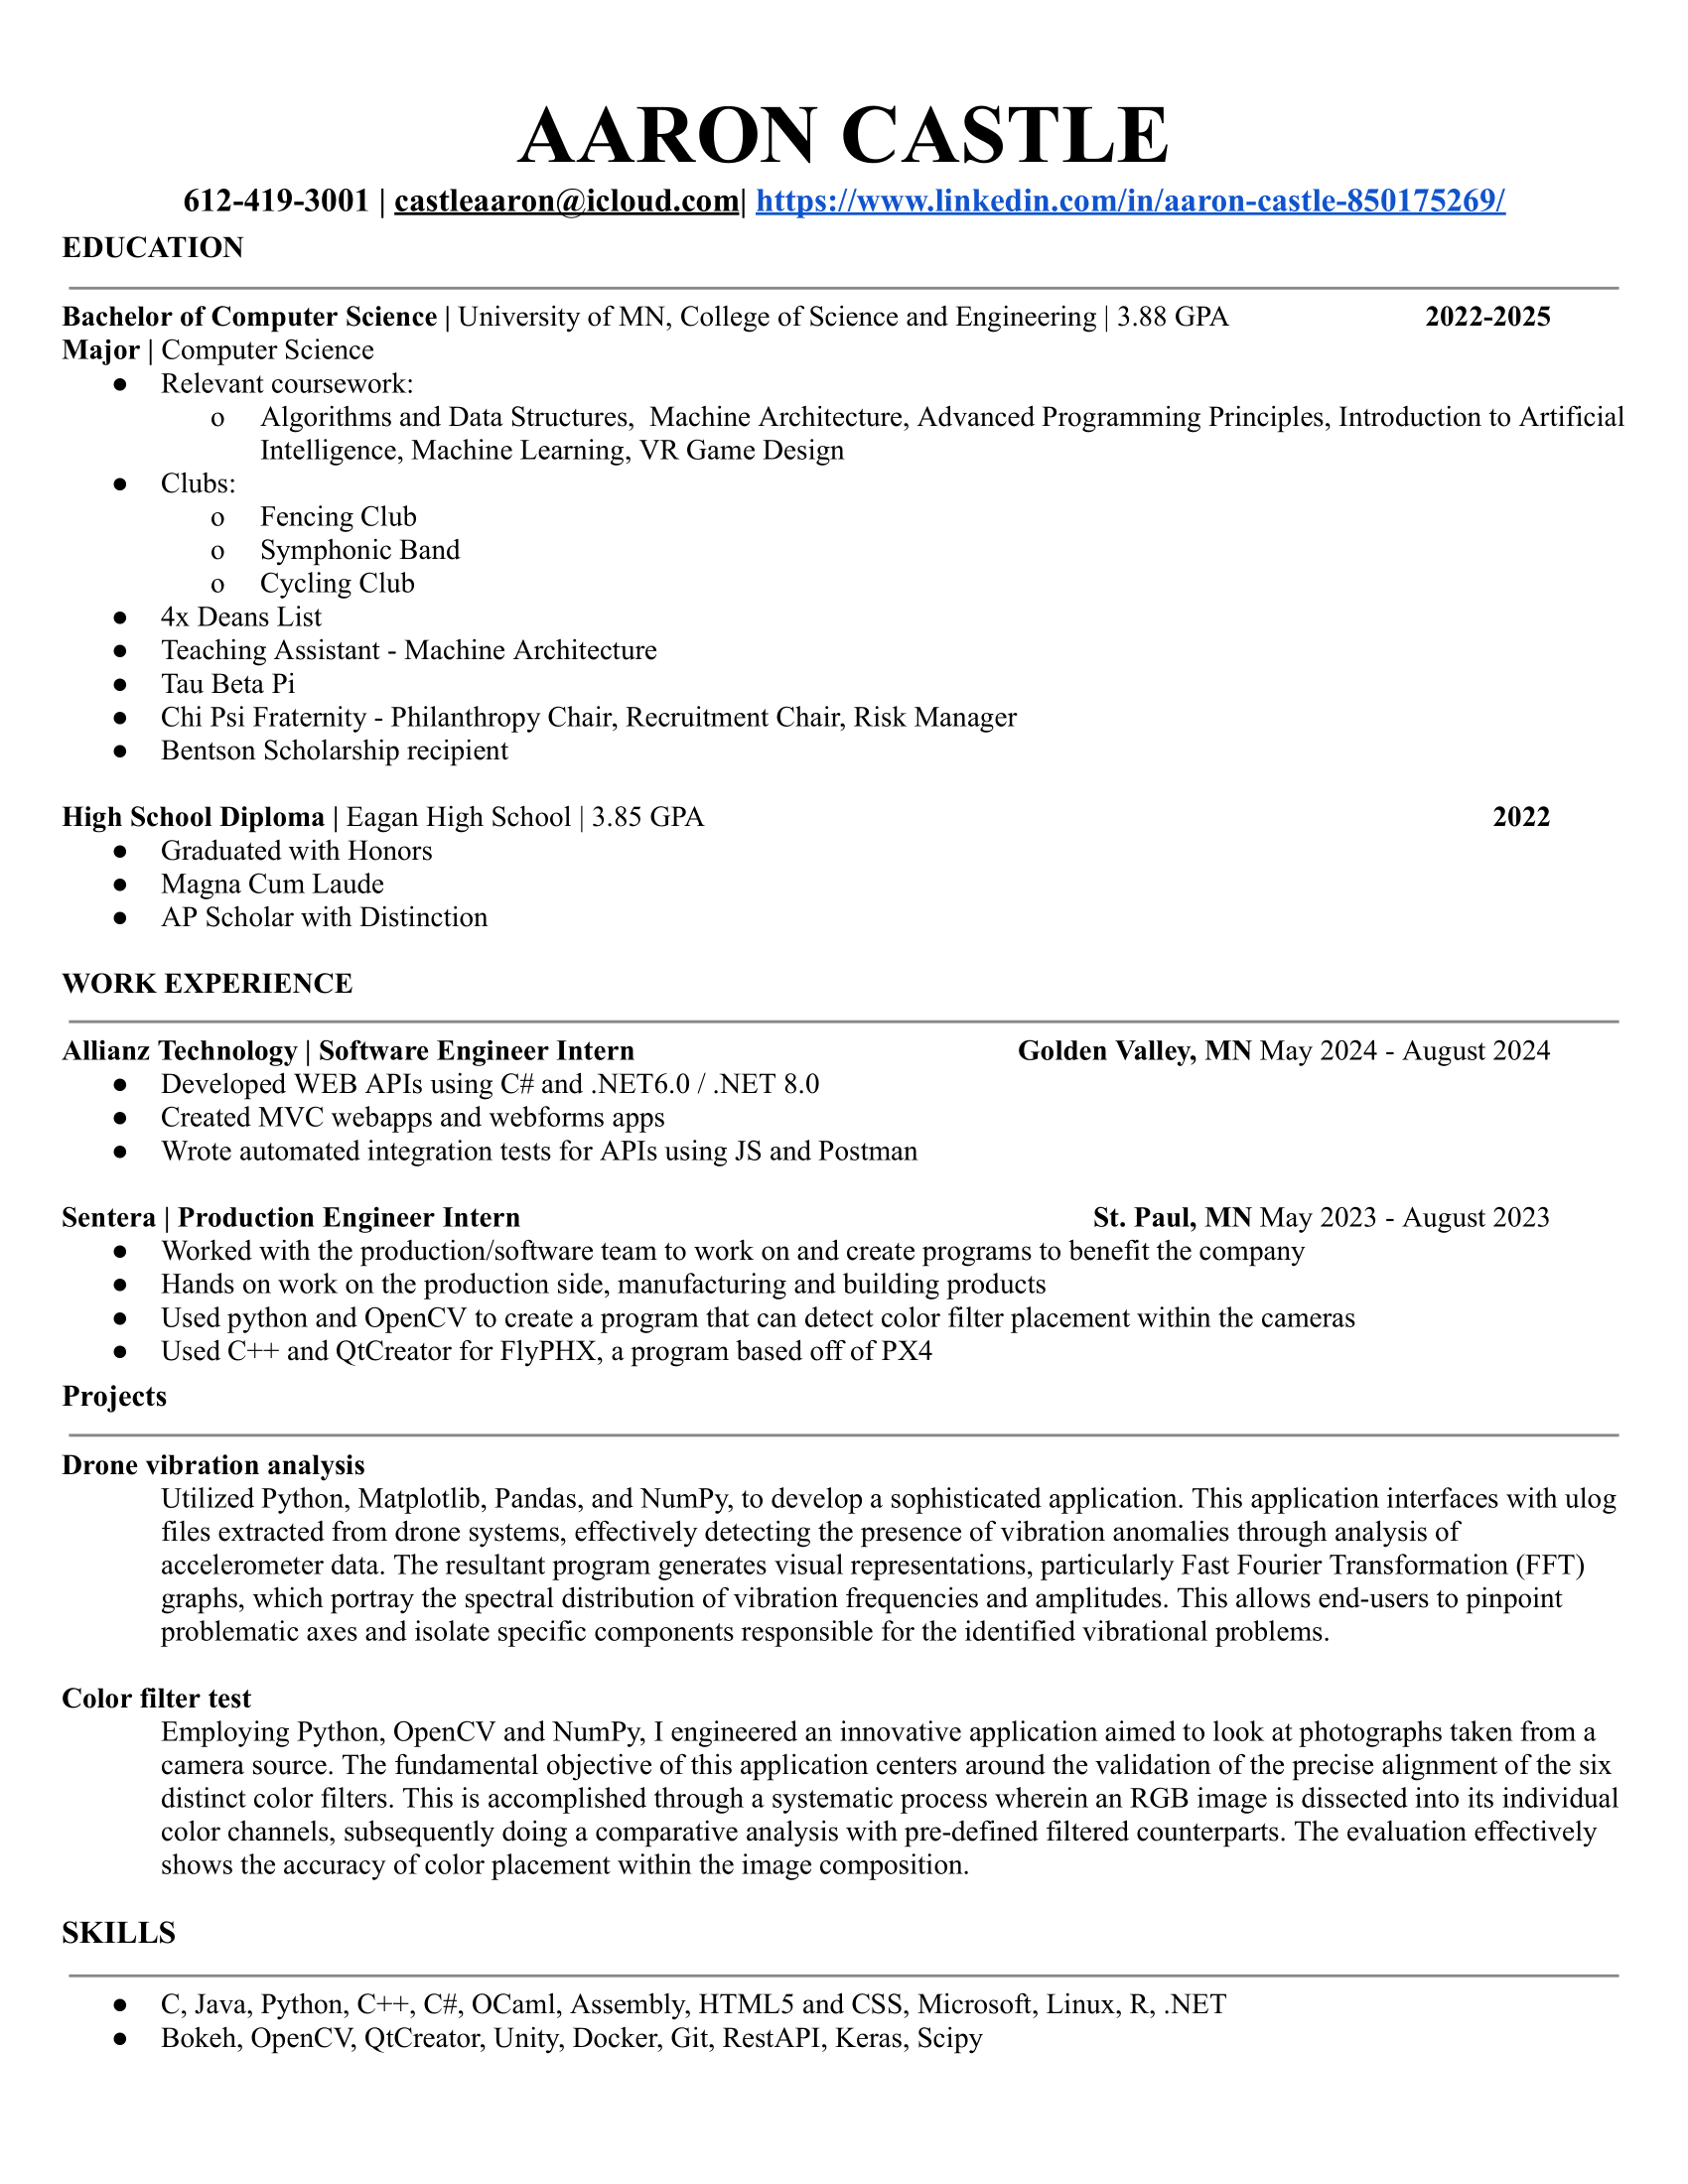 AARON CASTLE
612-419-3001 | castleaaron@icloud.com| https://www.linkedin.com/in/aaron-castle-850175269/
EDUCATION
Bachelor of Computer Science | University of MN, College of Science and Engineering | 3.88 GPA 2022-2025
Major | Computer Science
● Relevant coursework:
o Algorithms and Data Structures,  Machine Architecture, Advanced Programming Principles, Introduction to Artificial
Intelligence, Machine Learning, VR Game Design
● Clubs:
o Fencing Club
o Symphonic Band
o Cycling Club
● 4x Deans List
● Teaching Assistant - Machine Architecture
● Tau Beta Pi
● Chi Psi Fraternity - Philanthropy Chair, Recruitment Chair, Risk Manager
● Bentson Scholarship recipient
High School Diploma | Eagan High School | 3.85 GPA 2022
● Graduated with Honors
● Magna Cum Laude
● AP Scholar with Distinction
WORK EXPERIENCE
Allianz Technology | Software Engineer Intern Golden Valley, MN May 2024 - August 2024
● Developed WEB APIs using C# and .NET6.0 / .NET 8.0
● Created MVC webapps and webforms apps
● Wrote automated integration tests for APIs using JS and Postman
Sentera | Production Engineer Intern St. Paul, MN May 2023 - August 2023
● Worked with the production/software team to work on and create programs to benefit the company
● Hands on work on the production side, manufacturing and building products
● Used python and OpenCV to create a program that can detect color filter placement within the cameras
● Used C++ and QtCreator for FlyPHX, a program based off of PX4
Projects
Drone vibration analysis
Utilized Python, Matplotlib, Pandas, and NumPy, to develop a sophisticated application. This application interfaces with ulog
files extracted from drone systems, effectively detecting the presence of vibration anomalies through analysis of
accelerometer data. The resultant program generates visual representations, particularly Fast Fourier Transformation (FFT)
graphs, which portray the spectral distribution of vibration frequencies and amplitudes. This allows end-users to pinpoint
problematic axes and isolate specific components responsible for the identified vibrational problems.
Color filter test
Employing Python, OpenCV and NumPy, I engineered an innovative application aimed to look at photographs taken from a
camera source. The fundamental objective of this application centers around the validation of the precise alignment of the six
distinct color filters. This is accomplished through a systematic process wherein an RGB image is dissected into its individual
color channels, subsequently doing a comparative analysis with pre-defined filtered counterparts. The evaluation effectively
shows the accuracy of color placement within the image composition.
SKILLS
● C, Java, Python, C++, C#, OCaml, Assembly, HTML5 and CSS, Microsoft, Linux, R, .NET
● Bokeh, OpenCV, QtCreator, Unity, Docker, Git, RestAPI, Keras, Scipy